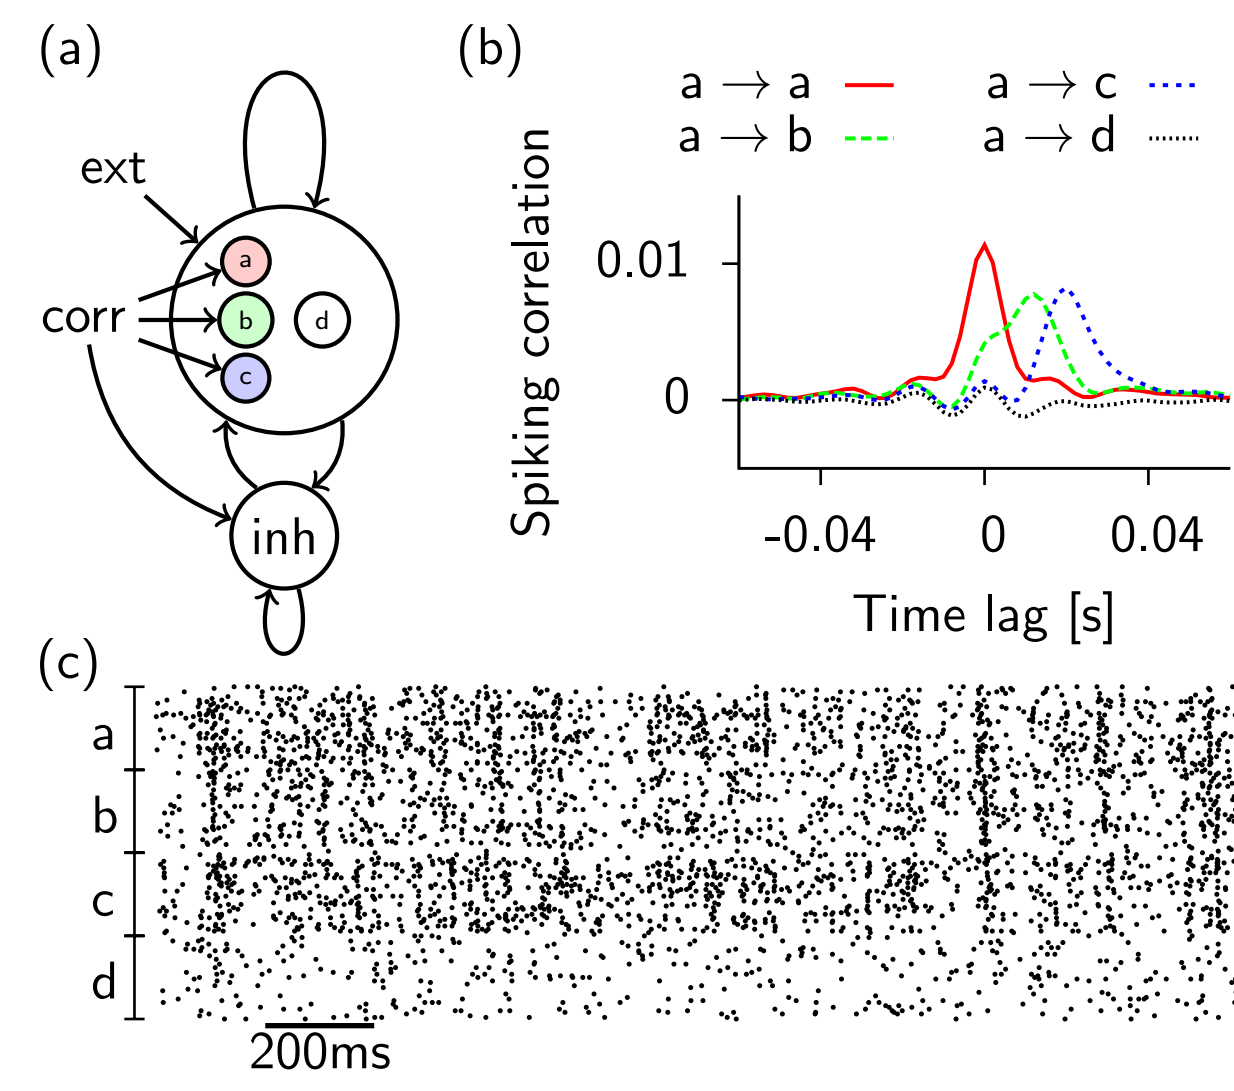 (a)
ext
corr
a
b
c
d
inh
(b)
a → a
a → c
a → b
a → d
Spiking correlation
0.01
0
-0.04
0
0.04
Time lag [s]
(c)
a
b
c
d
200ms